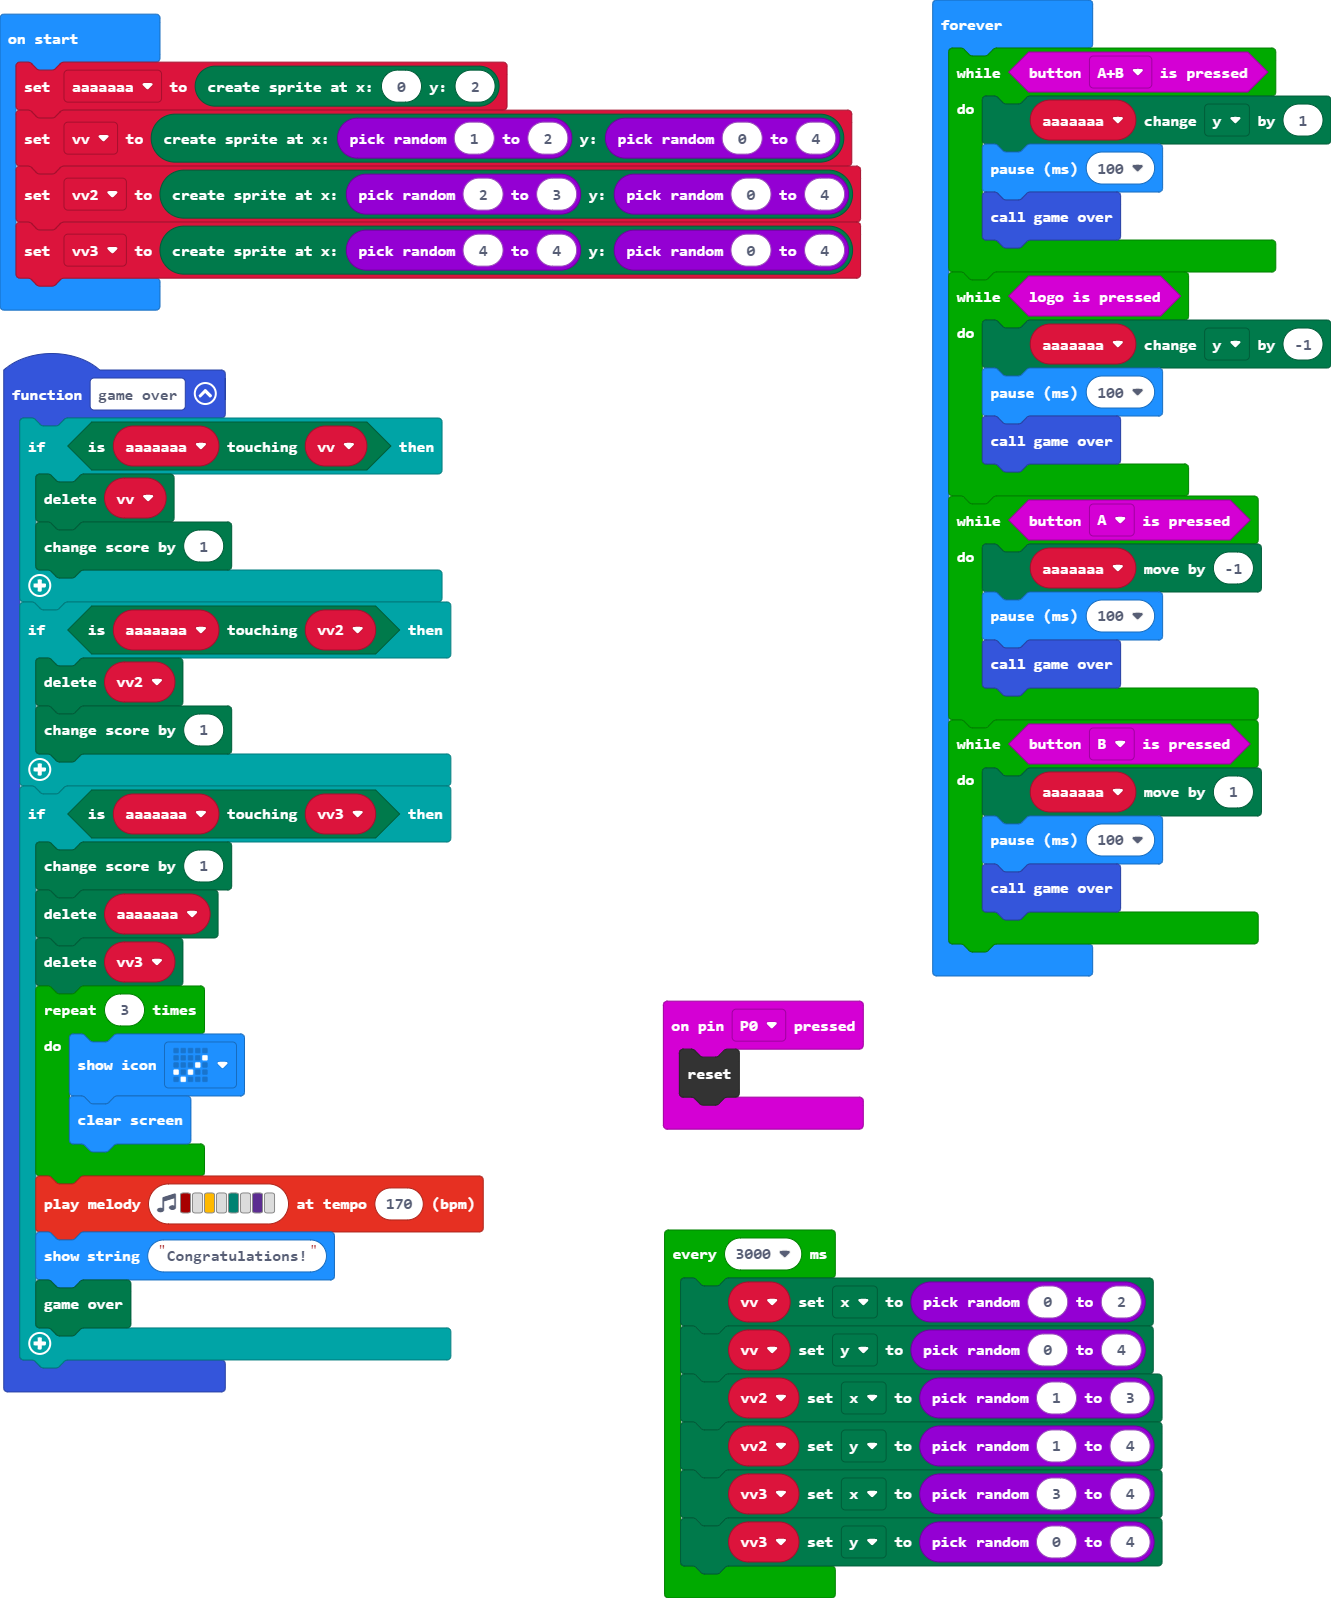 on start
set aaaaaaa to create sprite at x: 0 y: 2
set vv to create sprite at x: pick random 1 to 2 y: pick random 0 to 4
set vv2 to create sprite at x: pick random 2 to 3 y: pick random 0 to 4
set vv3 to create sprite at x: pick random 4 to 4 y: pick random 0 to 4
function game over
if is aaaaaaa touching vv then
delete vv
change score by 1
if is aaaaaaa touching vv2 then
delete vv2
change score by 1
if is aaaaaaa touching vv3 then
change score by 1
delete aaaaaaa
delete vv3
repeat 3 times
do
show icon
clear screen
play melody at tempo 170 (bpm)
show string "Congratulations!"
game over
forever
while button A+B is pressed
do
aaaaaaa change y by 1
pause (ms) 100
call game over
while logo is pressed
do
aaaaaaa change y by -1
pause (ms) 100
call game over
while button A is pressed
do
aaaaaaa move by -1
pause (ms) 100
call game over
while button B is pressed
do
aaaaaaa move by 1
pause (ms) 100
call game over
on pin P0 pressed
reset
every 3000 ms
vv set x to pick random 0 to 2
vv set y to pick random 0 to 4
vv2 set x to pick random 1 to 3
vv2 set y to pick random 1 to 4
vv3 set x to pick random 3 to 4
vv3 set y to pick random 0 to 4